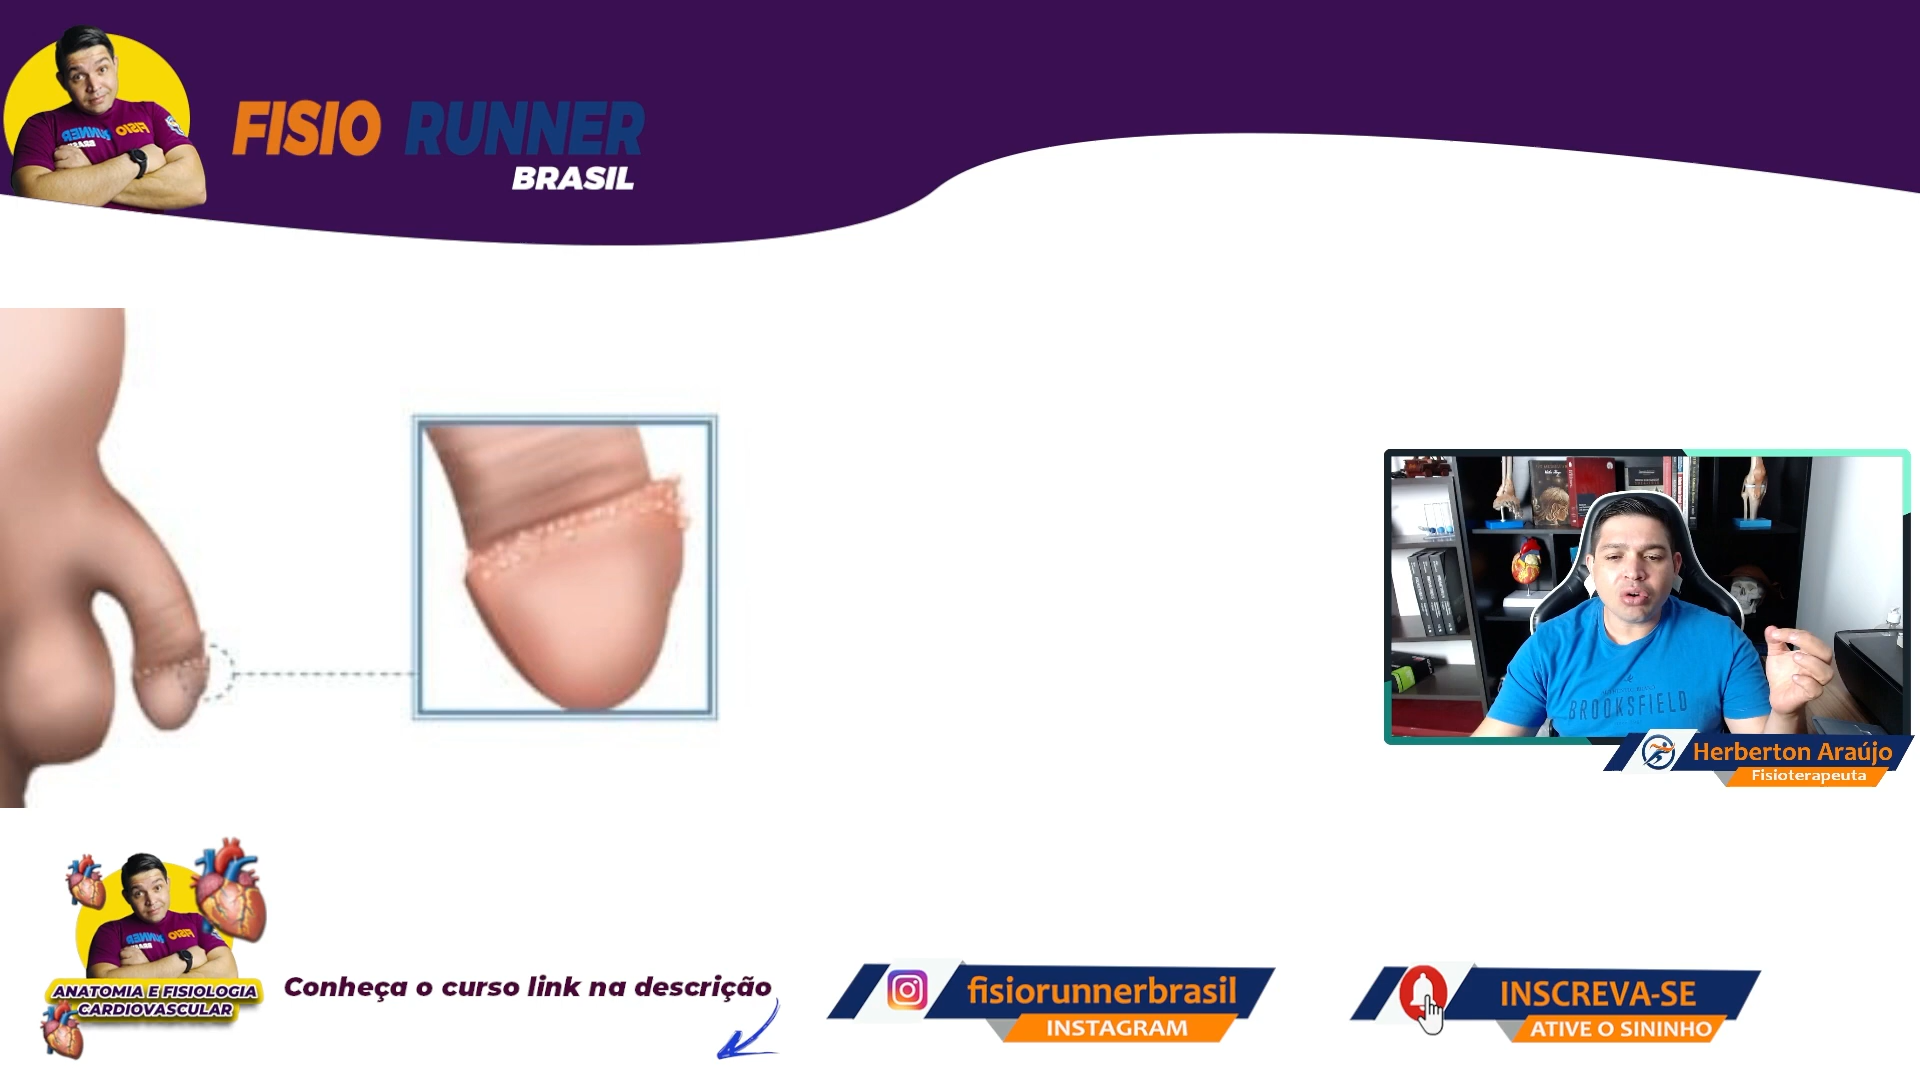 FISIO RUNNER
BRASIL
BROOKSFIELD
Herberton Araújo
Fisioterapeuta
ANATOMIA E FISIOLOGIA
CARDIOVASCULAR
Conheça o curso link na descrição
fisiorunnerbrasil
INSTAGRAM
INSCREVA-SE
ATIVE O SININHO